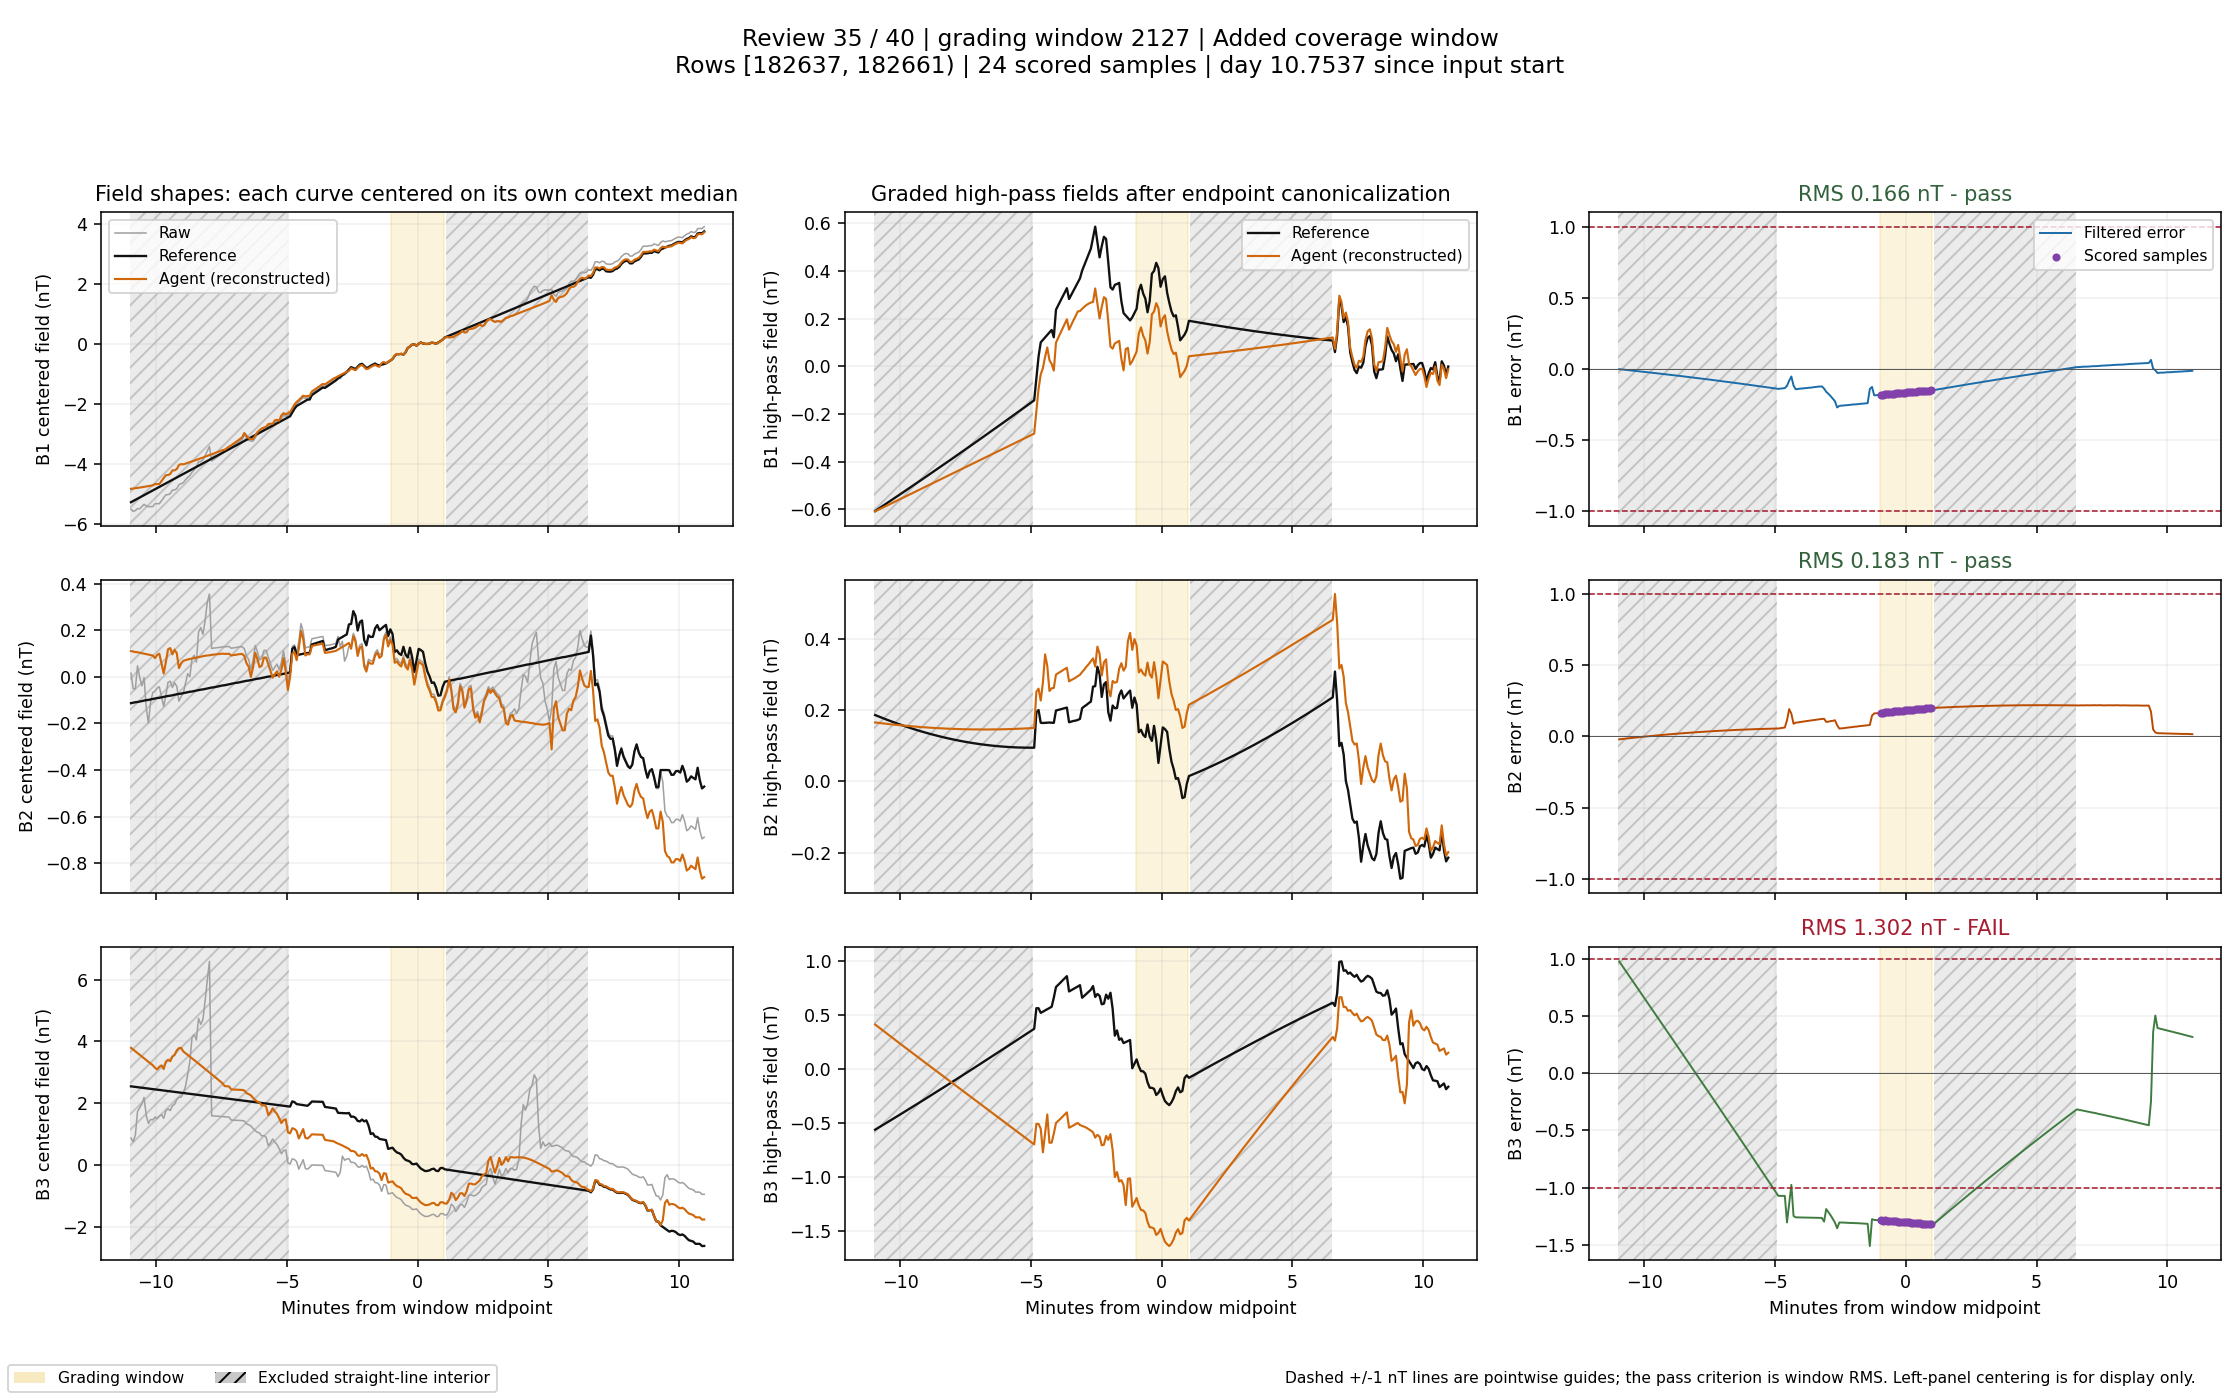 Review 35 / 40 | grading window 2127 | Added coverage window
Rows [182637, 182661) | 24 scored samples | day 10.7537 since input start
Field shapes: each curve centered on its own context median
Graded high-pass fields after endpoint canonicalization
RMS 0.166 nT - pass
B1 centered field (nT)
4
2
0
−2
−4
−6
Raw
Reference
Agent (reconstructed)
B1 high-pass field (nT)
0.6
0.4
0.2
0.0
−0.2
−0.4
−0.6
Reference
Agent (reconstructed)
B1 error (nT)
1.0
0.5
0.0
−0.5
−1.0
Filtered error
Scored samples
RMS 0.183 nT - pass
B2 centered field (nT)
0.4
0.2
0.0
−0.2
−0.4
−0.6
−0.8
B2 high-pass field (nT)
0.4
0.2
0.0
−0.2
B2 error (nT)
1.0
0.5
0.0
−0.5
−1.0
RMS 1.302 nT - FAIL
B3 centered field (nT)
6
4
2
0
−2
B3 high-pass field (nT)
1.0
0.5
0.0
−0.5
−1.0
−1.5
B3 error (nT)
1.0
0.5
0.0
−0.5
−1.0
−1.5
−10 −5 0 5 10
−10 −5 0 5 10
−10 −5 0 5 10
Minutes from window midpoint
Minutes from window midpoint
Minutes from window midpoint
Grading window
Excluded straight-line interior
Dashed +/-1 nT lines are pointwise guides; the pass criterion is window RMS. Left-panel centering is for display only.